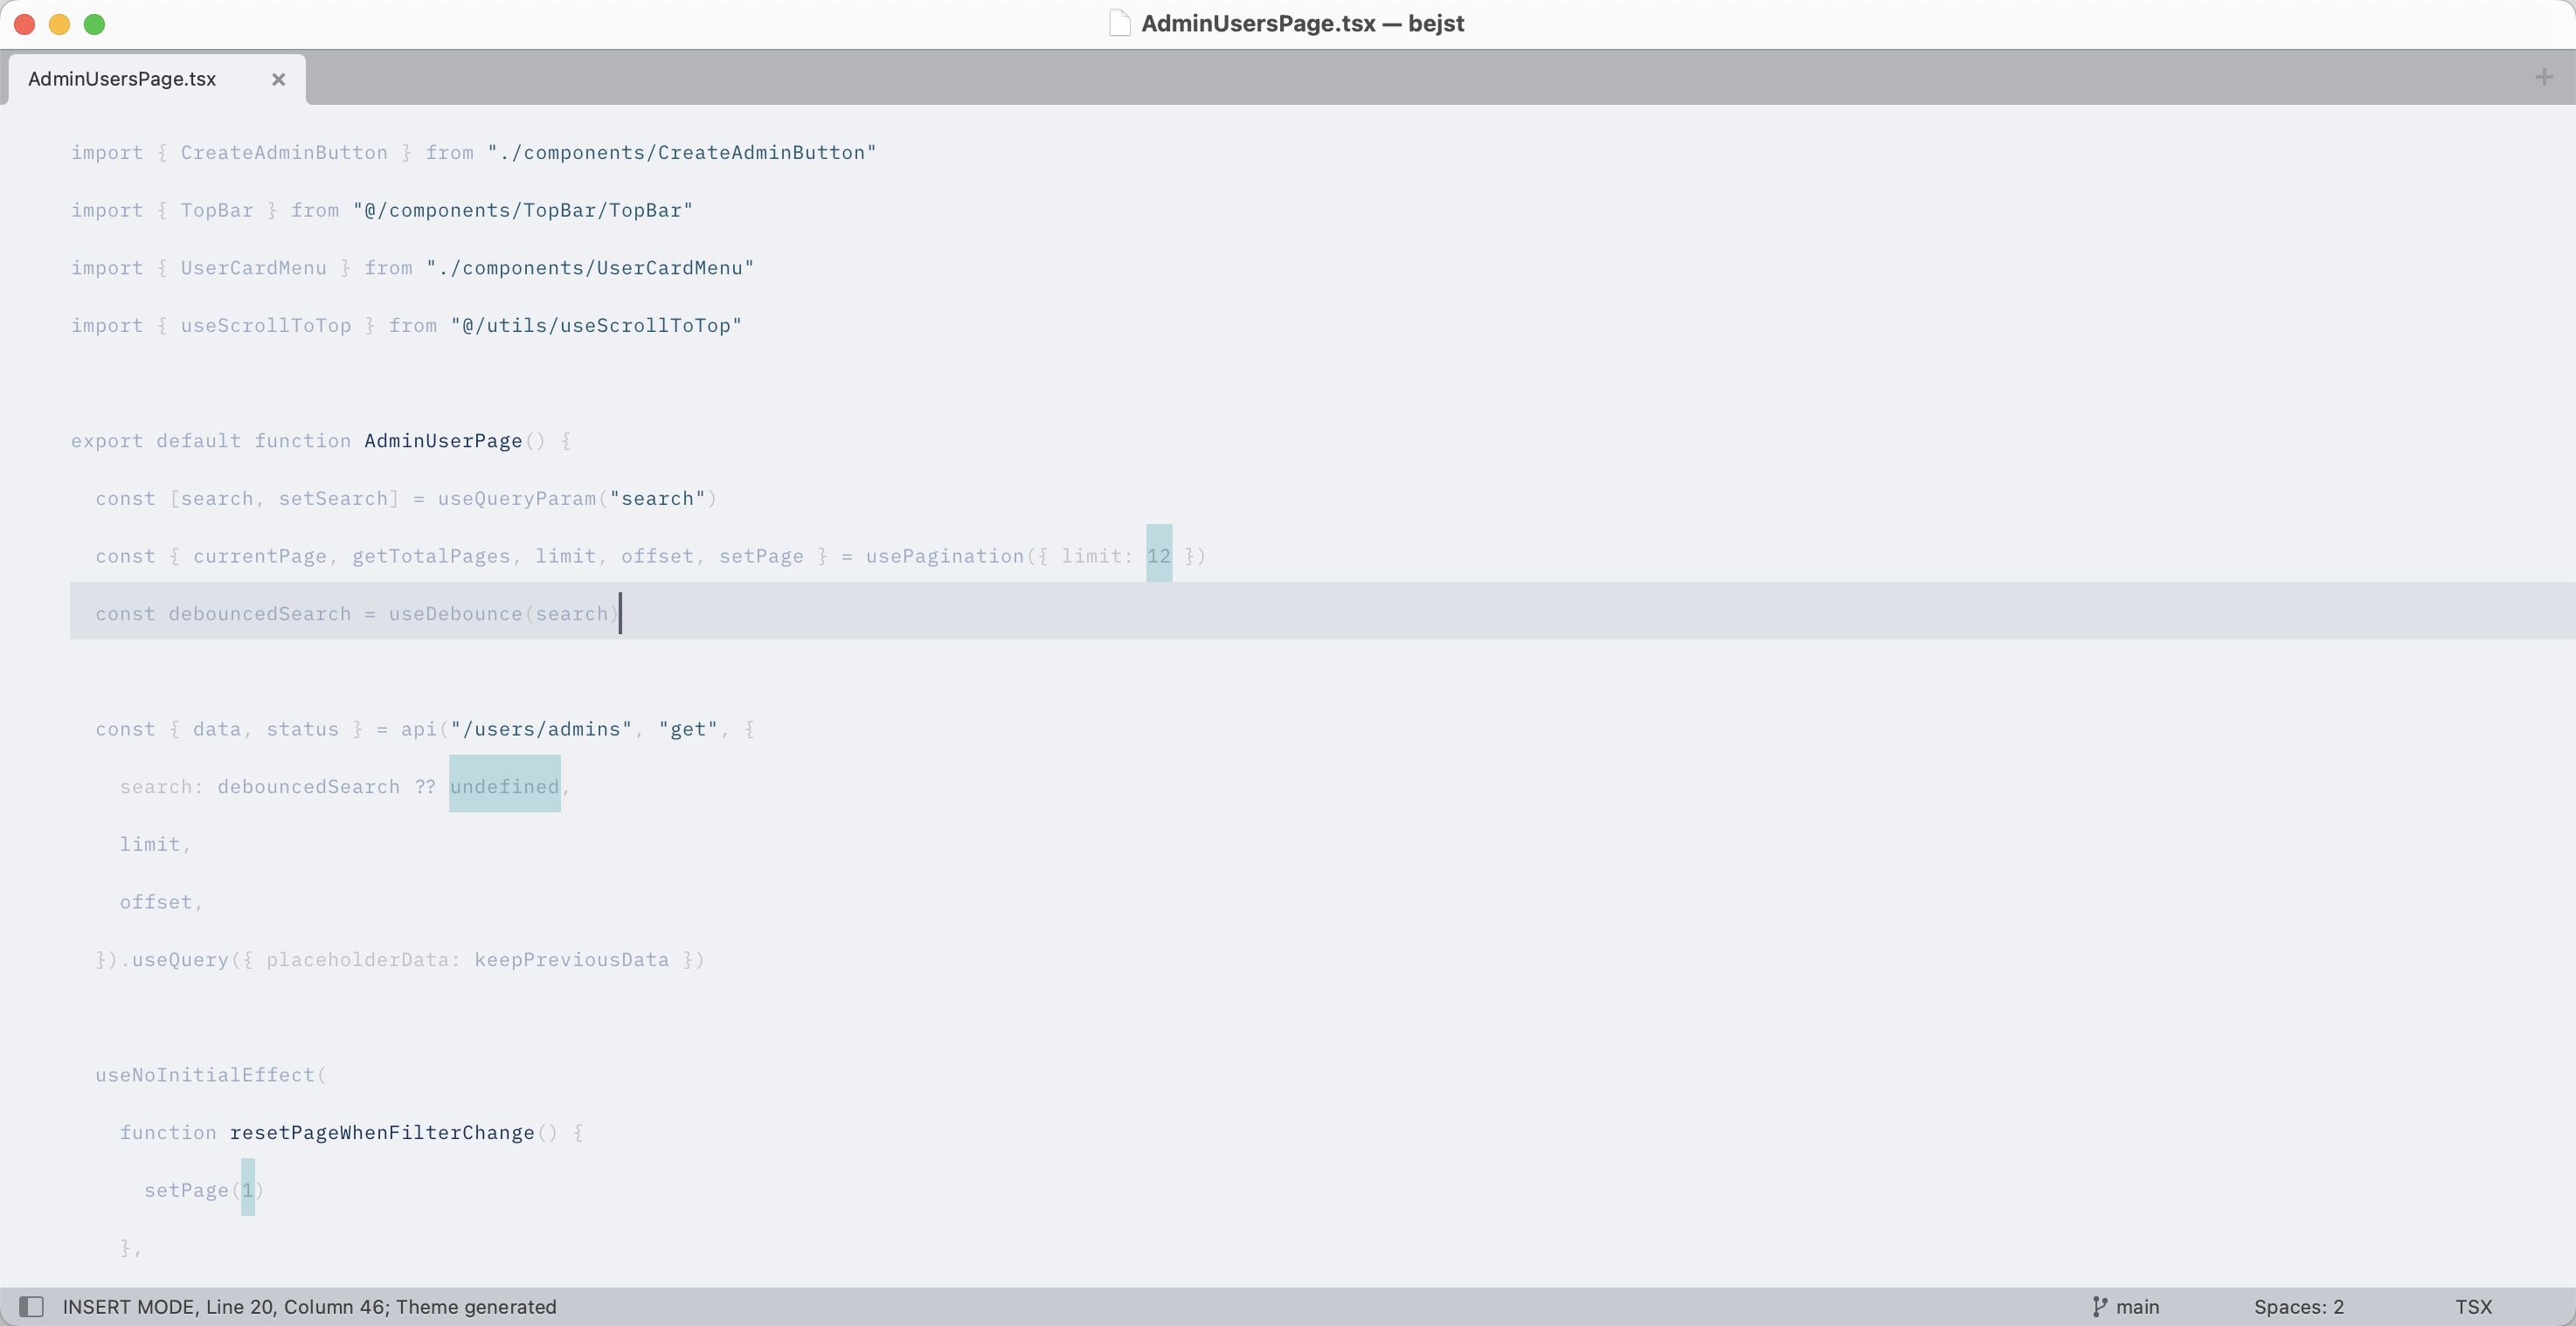 AdminUsersPage.tsx — bejst
AdminUsersPage.tsx
import { CreateAdminButton } from "./components/CreateAdminButton"
import { TopBar } from "@/components/TopBar/TopBar"
import { UserCardMenu } from "./components/UserCardMenu"
import { useScrollToTop } from "@/utils/useScrollToTop"
export default function AdminUserPage() {
const [search, setSearch] = useQueryParam("search")
const { currentPage, getTotalPages, limit, offset, setPage } = usePagination({ limit: 12 })
const debouncedSearch = useDebounce(search)
const { data, status } = api("/users/admins", "get", {
search: debouncedSearch ?? undefined,
limit,
offset,
}).useQuery({ placeholderData: keepPreviousData })
useNoInitialEffect(
function resetPageWhenFilterChange() {
setPage(1)
},
INSERT MODE, Line 20, Column 46; Theme generated
main
Spaces: 2
TSX